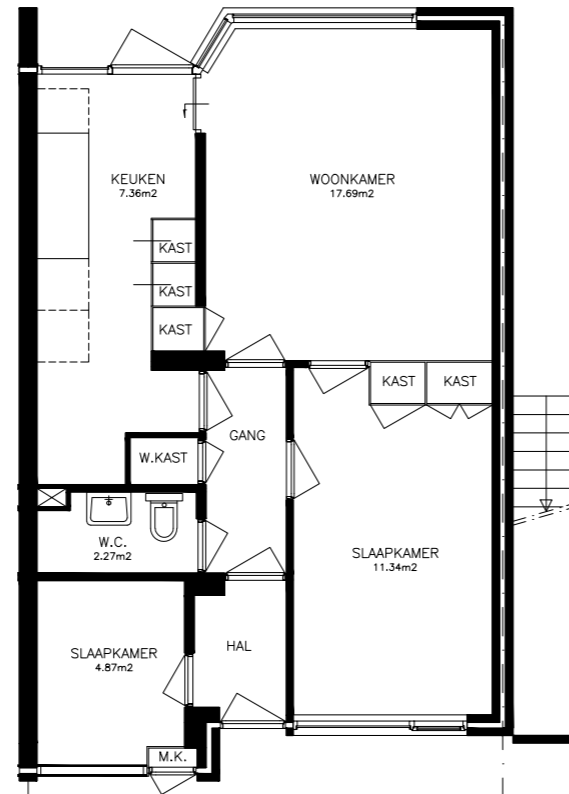 KEUKEN
7.36m2
WOONKAMER
17.69m2
KAST
KAST
KAST
KAST
KAST
GANG
W.KAST
W.C.
2.27m2
SLAAPKAMER
11.34m2
SLAAPKAMER
4.87m2
HAL
M.K.